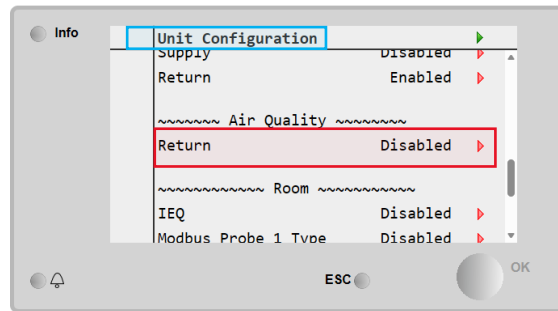 Info
Unit Configuration
Supply Disabled
Return Enabled
~~~~~~~ Air Quality ~~~~~~~~
Return Disabled
~~~~~~~~~~~~ Room ~~~~~~~~~~~
IEQ Disabled
Modbus Probe 1 Type Disabled
ESC
OK